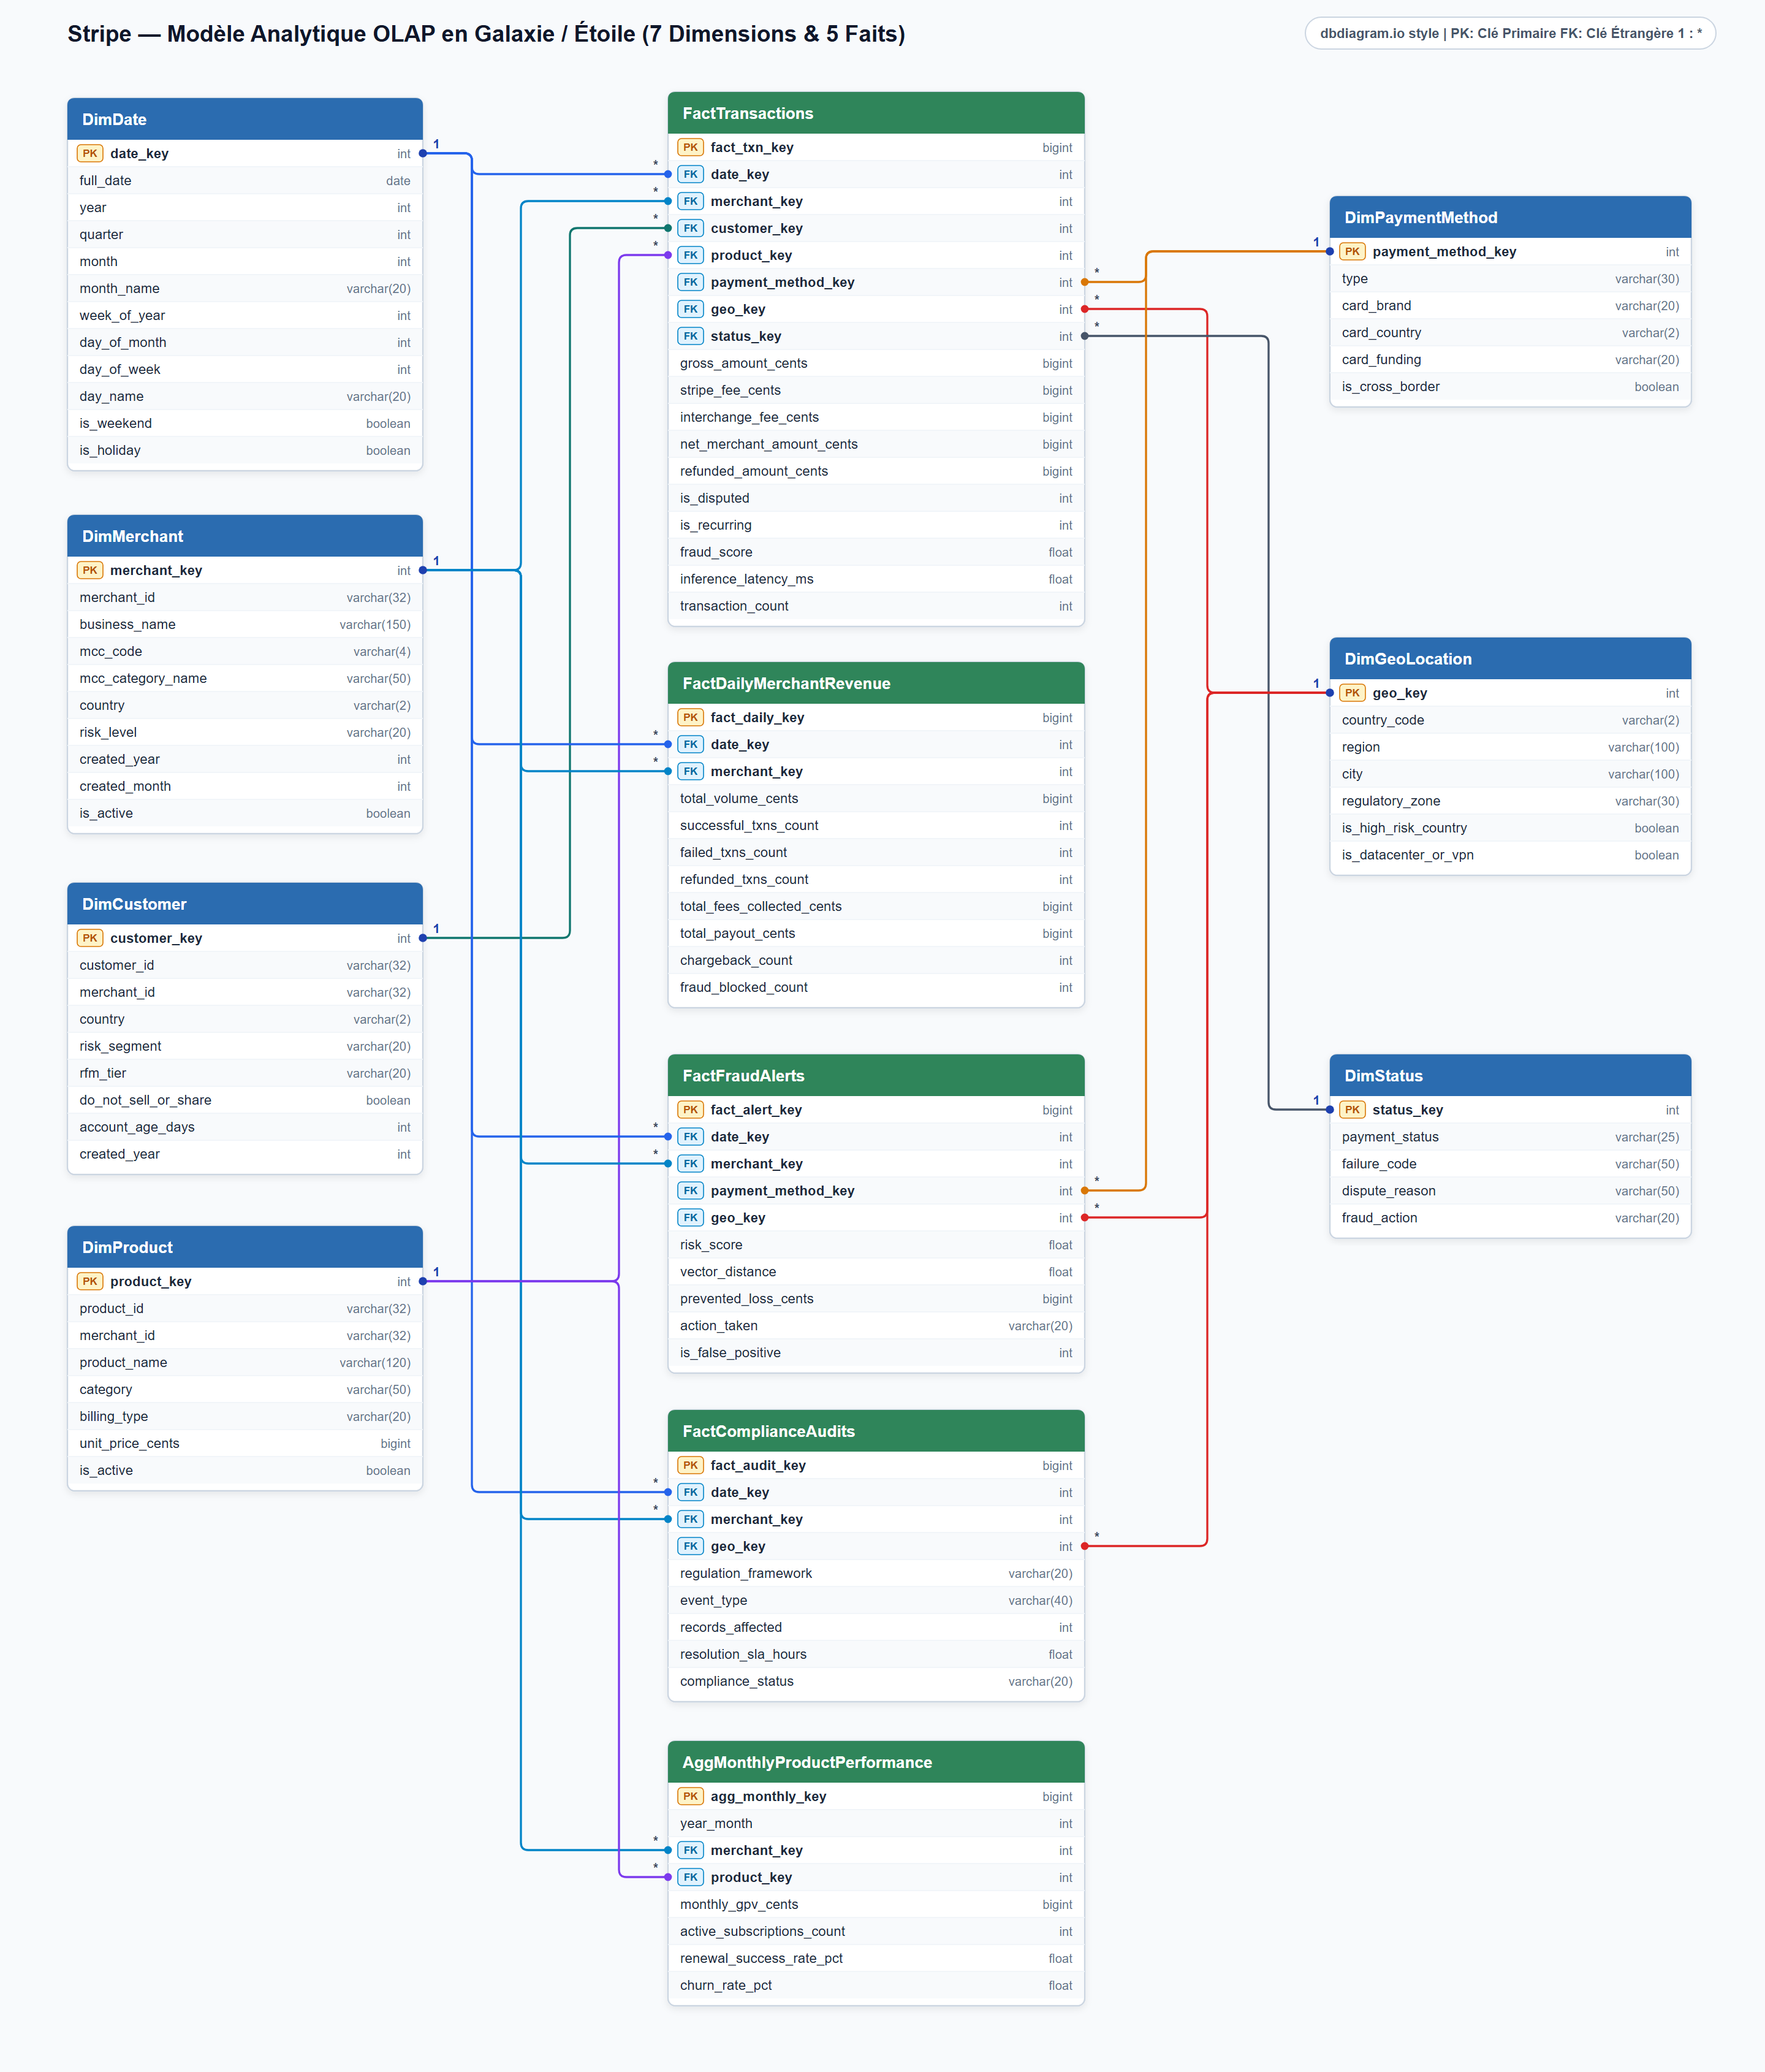 Stripe — Modèle Analytique OLAP en Galaxie / Étoile (7 Dimensions & 5 Faits)
dbdiagram.io style | PK: Clé Primaire FK: Clé Étrangère 1 : *
DimDate
PK date_key int 1
full_date date
year int
quarter int
month int
month_name varchar(20)
week_of_year int
day_of_month int
day_of_week int
day_name varchar(20)
is_weekend boolean
is_holiday boolean
DimMerchant
PK merchant_key int 1
merchant_id varchar(32)
business_name varchar(150)
mcc_code varchar(4)
mcc_category_name varchar(50)
country varchar(2)
risk_level varchar(20)
created_year int
created_month int
is_active boolean
DimCustomer
PK customer_key int 1
customer_id varchar(32)
merchant_id varchar(32)
country varchar(2)
risk_segment varchar(20)
rfm_tier varchar(20)
do_not_sell_or_share boolean
account_age_days int
created_year int
DimProduct
PK product_key int 1
product_id varchar(32)
merchant_id varchar(32)
product_name varchar(120)
category varchar(50)
billing_type varchar(20)
unit_price_cents bigint
is_active boolean
FactTransactions
PK fact_txn_key bigint
* FK date_key int
* FK merchant_key int
* FK customer_key int
* FK product_key int
FK payment_method_key int *
FK geo_key int *
FK status_key int *
gross_amount_cents bigint
stripe_fee_cents bigint
interchange_fee_cents bigint
net_merchant_amount_cents bigint
refunded_amount_cents bigint
is_disputed int
is_recurring int
fraud_score float
inference_latency_ms float
transaction_count int
FactDailyMerchantRevenue
PK fact_daily_key bigint
* FK date_key int
* FK merchant_key int
total_volume_cents bigint
successful_txns_count int
failed_txns_count int
refunded_txns_count int
total_fees_collected_cents bigint
total_payout_cents bigint
chargeback_count int
fraud_blocked_count int
FactFraudAlerts
PK fact_alert_key bigint
* FK date_key int
* FK merchant_key int
FK payment_method_key int *
FK geo_key int *
risk_score float
vector_distance float
prevented_loss_cents bigint
action_taken varchar(20)
is_false_positive int
FactComplianceAudits
PK fact_audit_key bigint
* FK date_key int
* FK merchant_key int
FK geo_key int *
regulation_framework varchar(20)
event_type varchar(40)
records_affected int
resolution_sla_hours float
compliance_status varchar(20)
AggMonthlyProductPerformance
PK agg_monthly_key bigint
year_month int
* FK merchant_key int
* FK product_key int
monthly_gpv_cents bigint
active_subscriptions_count int
renewal_success_rate_pct float
churn_rate_pct float
DimPaymentMethod
1 PK payment_method_key int
type varchar(30)
card_brand varchar(20)
card_country varchar(2)
card_funding varchar(20)
is_cross_border boolean
DimGeoLocation
1 PK geo_key int
country_code varchar(2)
region varchar(100)
city varchar(100)
regulatory_zone varchar(30)
is_high_risk_country boolean
is_datacenter_or_vpn boolean
DimStatus
1 PK status_key int
payment_status varchar(25)
failure_code varchar(50)
dispute_reason varchar(50)
fraud_action varchar(20)